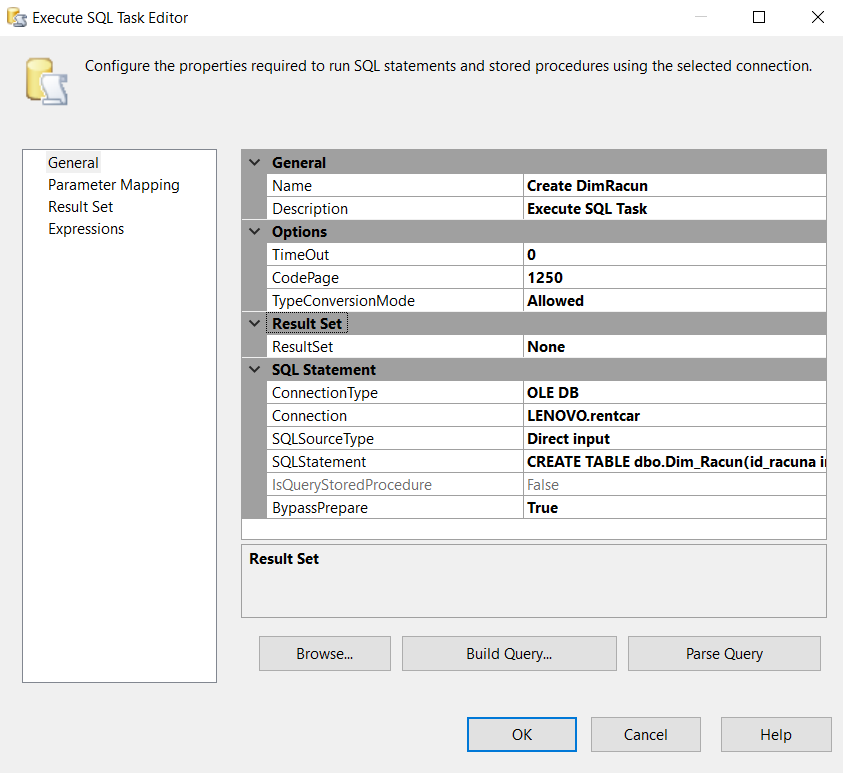 Execute SQL Task Editor
Configure the properties required to run SQL statements and stored procedures using the selected connection.
General
Parameter Mapping
Result Set
Expressions
General
Name Create DimRacun
Description Execute SQL Task
Options
TimeOut 0
CodePage 1250
TypeConversionMode Allowed
Result Set
ResultSet None
SQL Statement
ConnectionType OLE DB
Connection LENOVO.rentcar
SQLSourceType Direct input
SQLStatement CREATE TABLE dbo.Dim_Racun(id_racuna
IsQueryStoredProcedure False
BypassPrepare True
Result Set
Browse...
Build Query...
Parse Query
OK
Cancel
Help